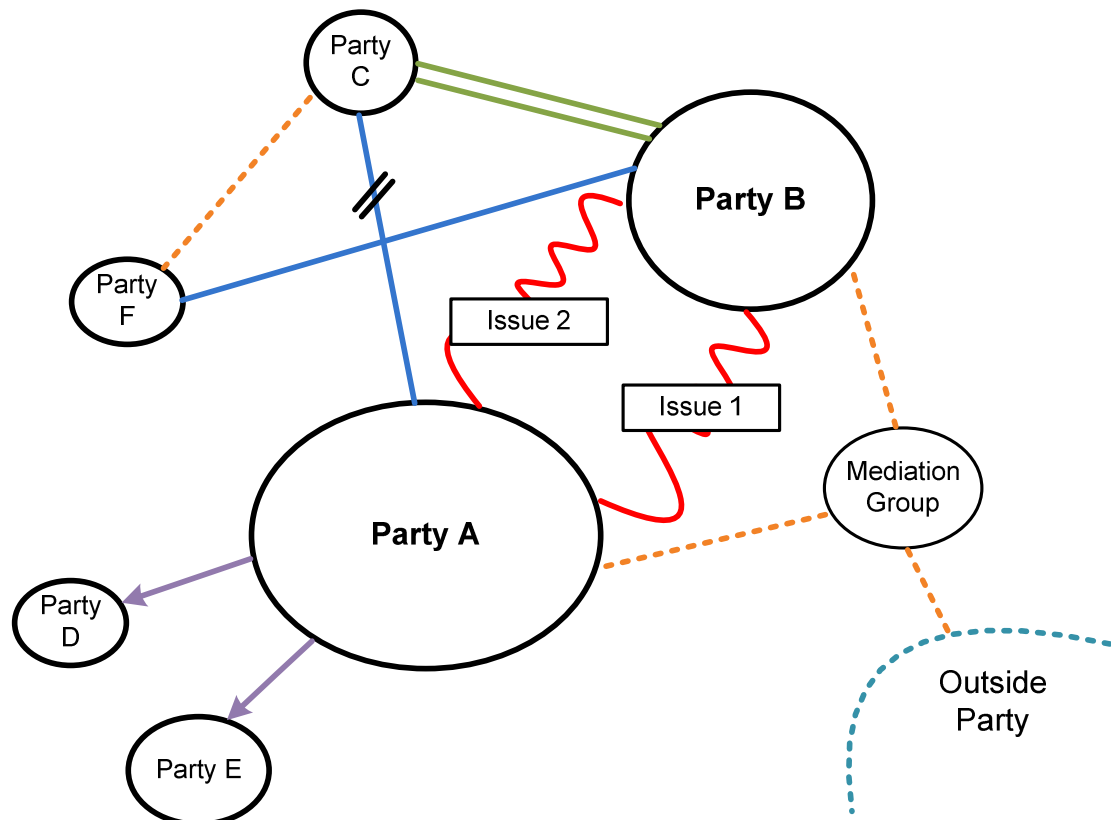 Party
C
Party B
Party
F
Issue 2
Issue 1
Mediation
Group
Party A
Party
D
Outside
Party
Party E